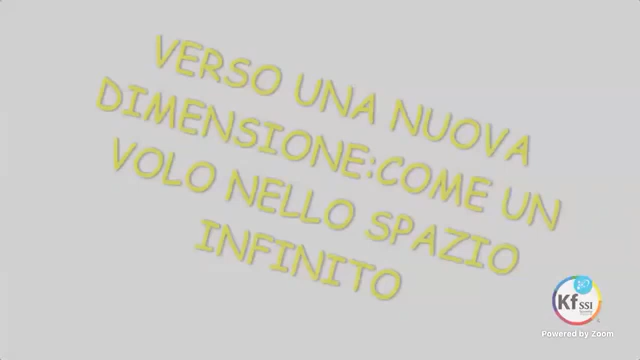 VERSO UNA NUOVA
DIMENSIONE:COME UN
VOLO NELLO SPAZIO
INFINITO
Kf SSI
Powered by Zoom